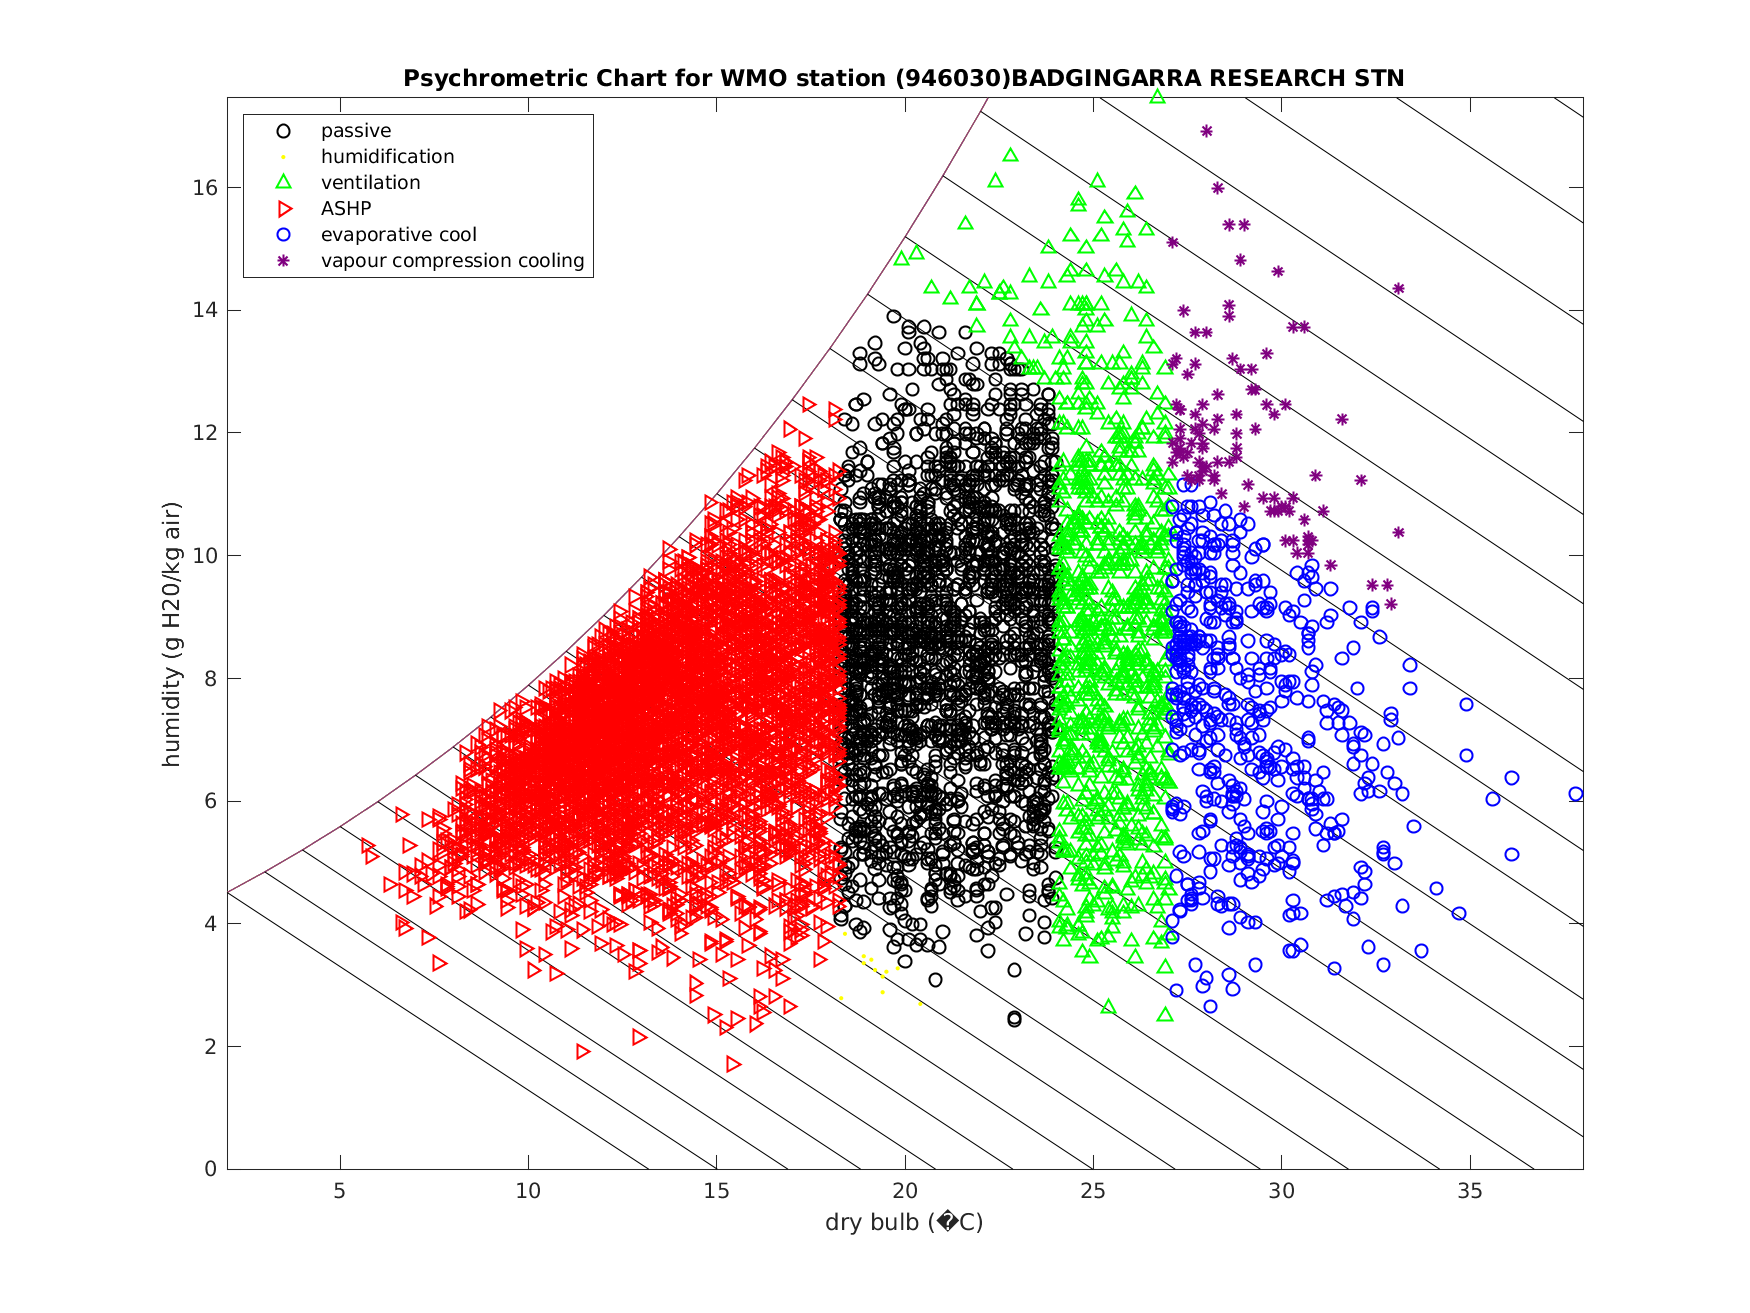 Psychrometric Chart for WMO station (946030)BADGINGARRA RESEARCH STN
passive
humidification
ventilation
ASHP
evaporative cool
vapour compression cooling
humidity (g H20/kg air)
16
14
12
10
8
6
4
2
0
5 10 15 20 25 30 35
dry bulb (�C)